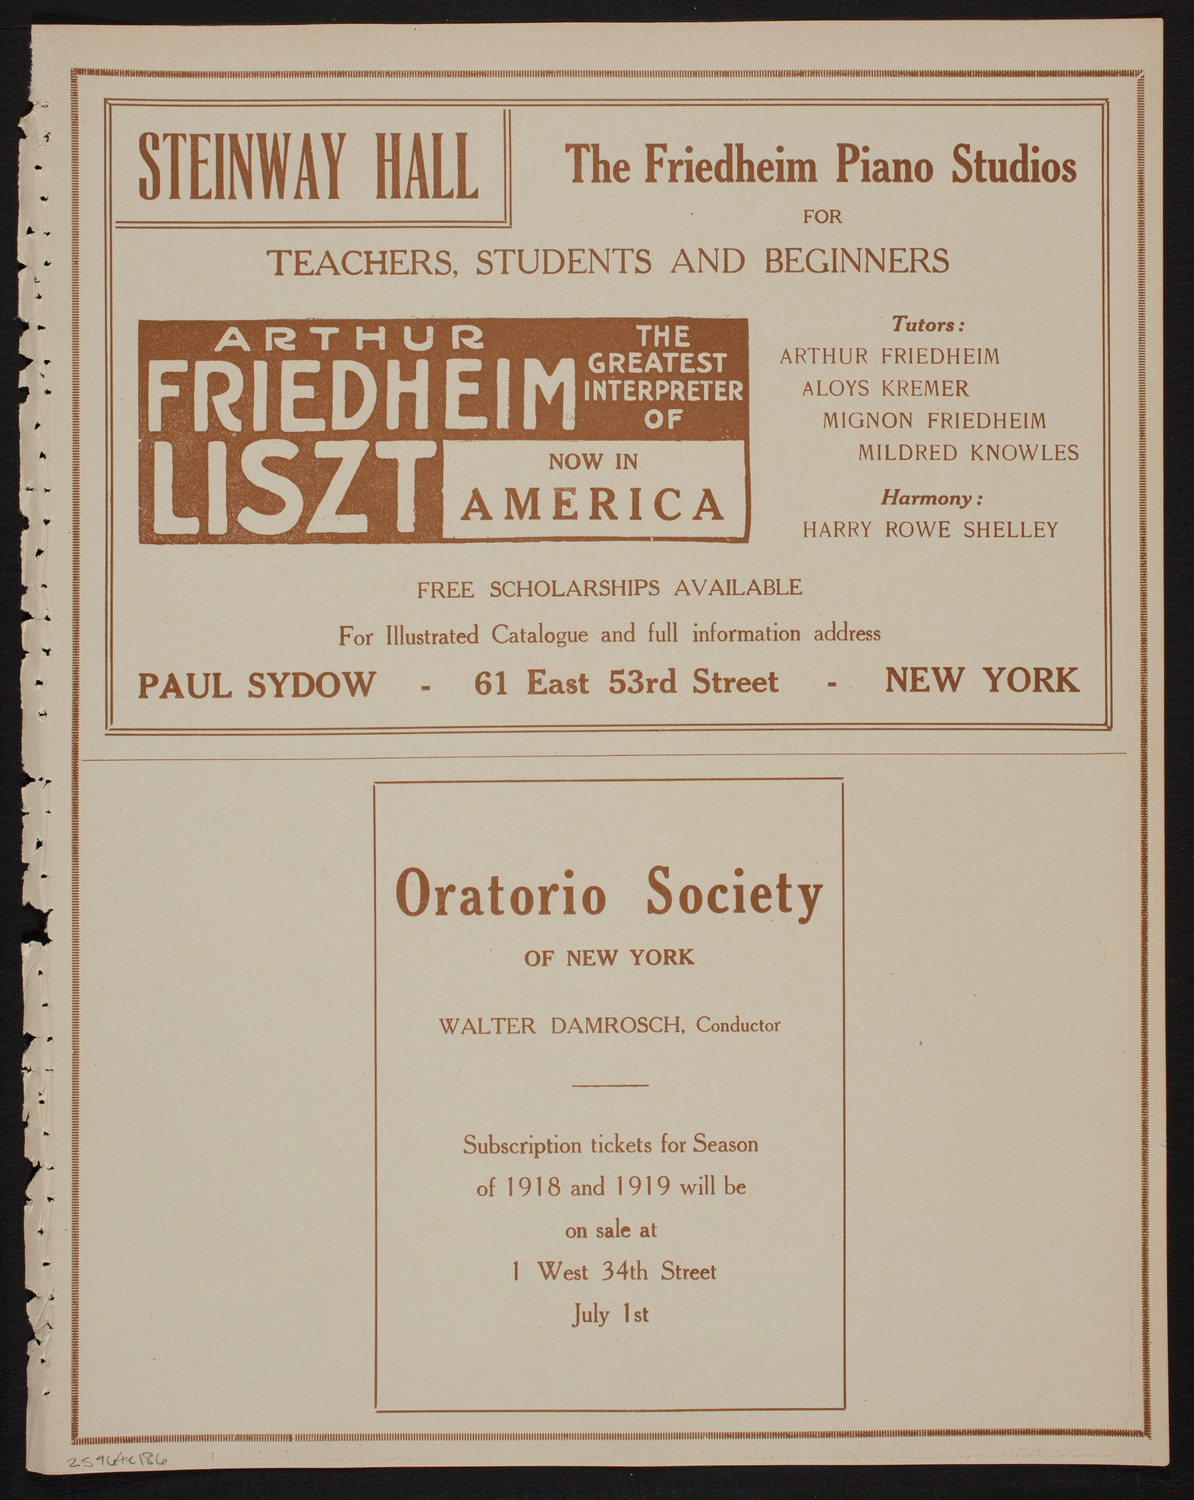 STEINWAY HALL
The Friedheim Piano Studios
FOR
TEACHERS, STUDENTS AND BEGINNERS
ARTHUR
FRIEDHEIM
THE
GREATEST
INTERPRETER
OF
LISZT
NOW IN
AMERICA
Tutors:
ARTHUR FRIEDHEIM
ALOYS KREMER
MIGNON FRIEDHEIM
MILDRED KNOWLES
Harmony:
HARRY ROWE SHELLEY
FREE SCHOLARSHIPS AVAILABLE
For Illustrated Catalogue and full information address
PAUL SYDOW - 61 East 53rd Street - NEW YORK
Oratorio Society
OF NEW YORK
WALTER DAMROSCH, Conductor
Subscription tickets for Season
of 1918 and 1919 will be
on sale at
1 West 34th Street
July 1st